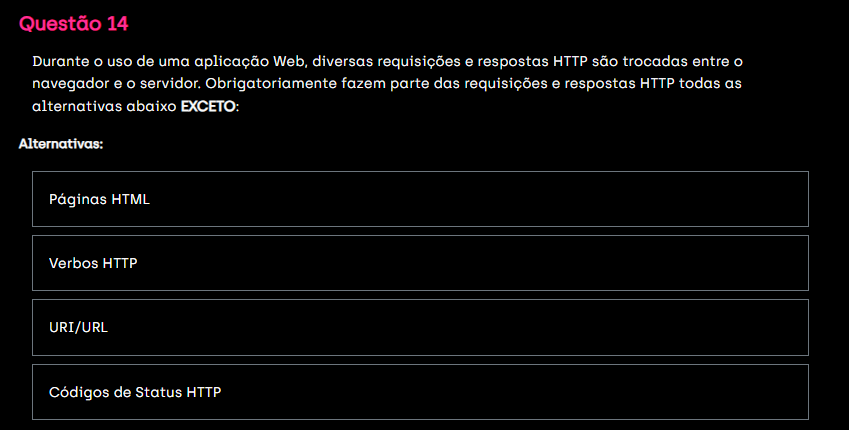 Questão 14
Durante o uso de uma aplicação Web, diversas requisições e respostas HTTP são trocadas entre o
navegador e o servidor. Obrigatoriamente fazem parte das requisições e respostas HTTP todas as
alternativas abaixo EXCETO:
Alternativas:
Páginas HTML
Verbos HTTP
URI/URL
Códigos de Status HTTP